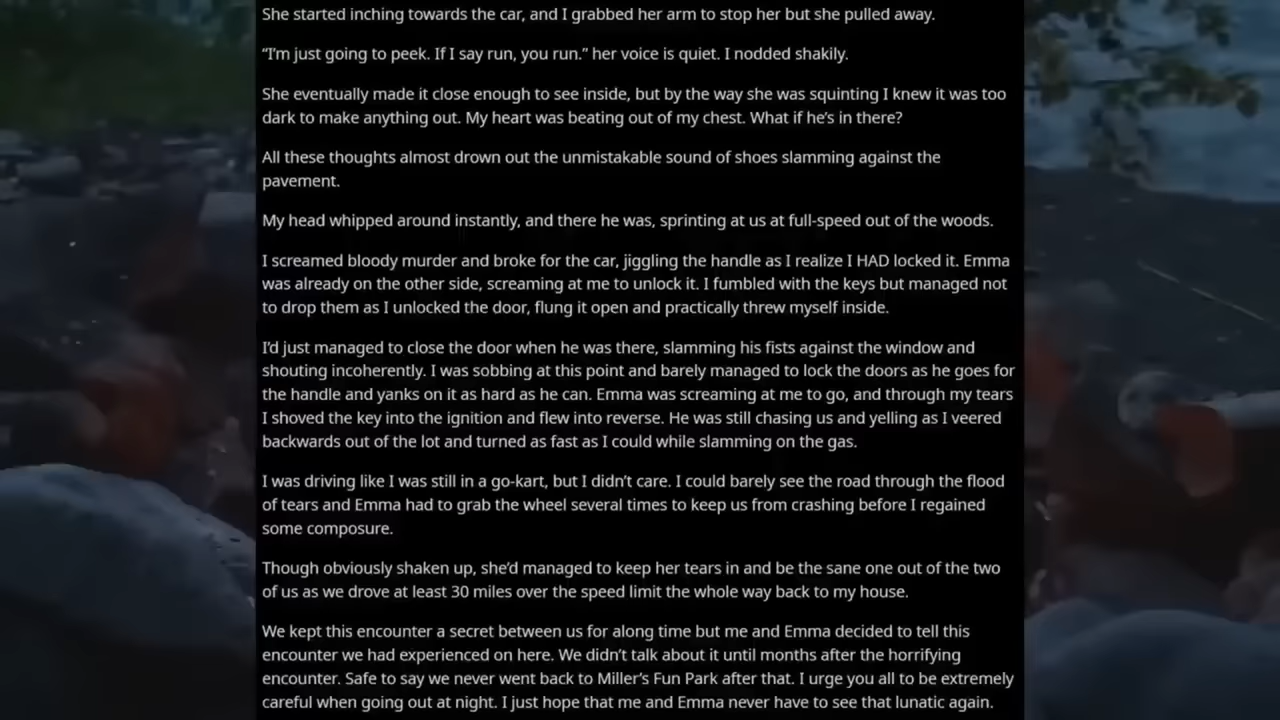 She started inching towards the car, and I grabbed her arm to stop her but she pulled away.
“I’m just going to peek. If I say run, you run.” her voice is quiet. I nodded shakily.
She eventually made it close enough to see inside, but by the way she was squinting I knew it was too
dark to make anything out. My heart was beating out of my chest. What if he’s in there?
All these thoughts almost drown out the unmistakable sound of shoes slamming against the
pavement.
My head whipped around instantly, and there he was, sprinting at us at full-speed out of the woods.
I screamed bloody murder and broke for the car, jiggling the handle as I realize I HAD locked it. Emma
was already on the other side, screaming at me to unlock it. I fumbled with the keys but managed not
to drop them as I unlocked the door, flung it open and practically threw myself inside.
I’d just managed to close the door when he was there, slamming his fists against the window and
shouting incoherently. I was sobbing at this point and barely managed to lock the doors as he goes for
the handle and yanks on it as hard as he can. Emma was screaming at me to go, and through my tears
I shoved the key into the ignition and flew into reverse. He was still chasing us and yelling as I veered
backwards out of the lot and turned as fast as I could while slamming on the gas.
I was driving like I was still in a go-kart, but I didn’t care. I could barely see the road through the flood
of tears and Emma had to grab the wheel several times to keep us from crashing before I regained
some composure.
Though obviously shaken up, she’d managed to keep her tears in and be the sane one out of the two
of us as we drove at least 30 miles over the speed limit the whole way back to my house.
We kept this encounter a secret between us for along time but me and Emma decided to tell this
encounter we had experienced on here. We didn’t talk about it until months after the horrifying
encounter. Safe to say we never went back to Miller’s Fun Park after that. I urge you all to be extremely
careful when going out at night. I just hope that me and Emma never have to see that lunatic again.